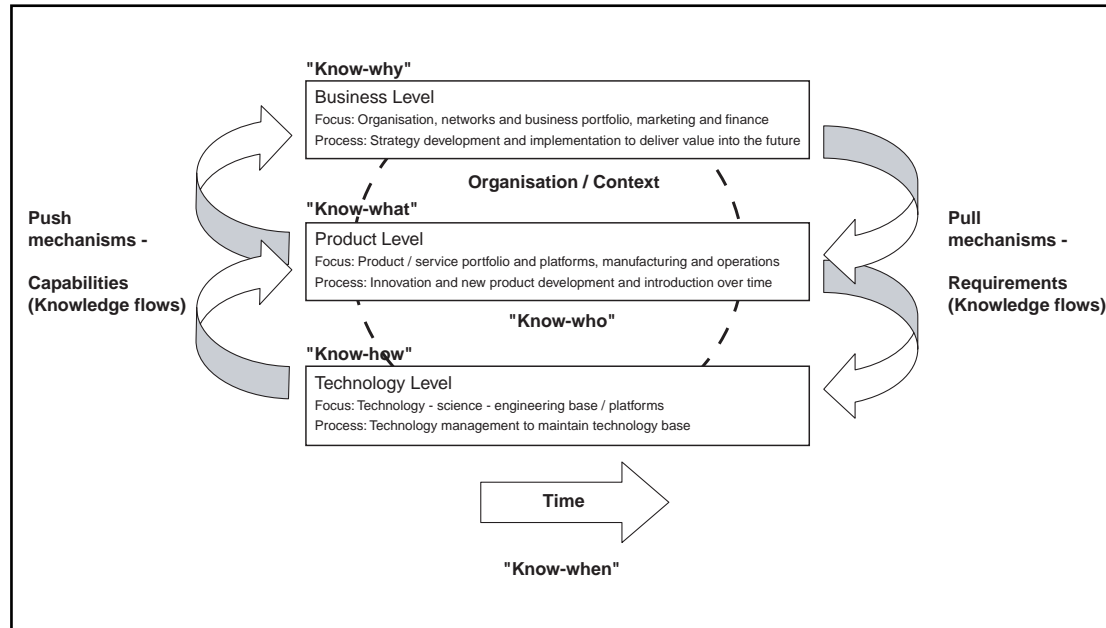 "Know-why"
Business Level
Focus: Organisation, networks and business portfolio, marketing and finance
Process: Strategy development and implementation to deliver value into the future
Organisation / Context
"Know-what"
Product Level
Focus: Product / service portfolio and platforms, manufacturing and operations
Process: Innovation and new product development and introduction over time
"Know-who"
"Know-how"
Technology Level
Focus: Technology - science - engineering base / platforms
Process: Technology management to maintain technology base
Push
mechanisms -
Capabilities
(Knowledge flows)
Pull
mechanisms -
Requirements
(Knowledge flows)
Time
"Know-when"